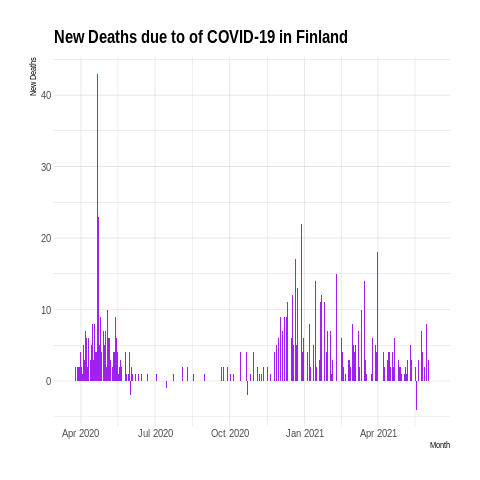 New Deaths due to of COVID-19 in Finland
New Deaths
40
30
20
10
0
Apr 2020 Jul 2020 Oct 2020 Jan 2021 Apr 2021
Month